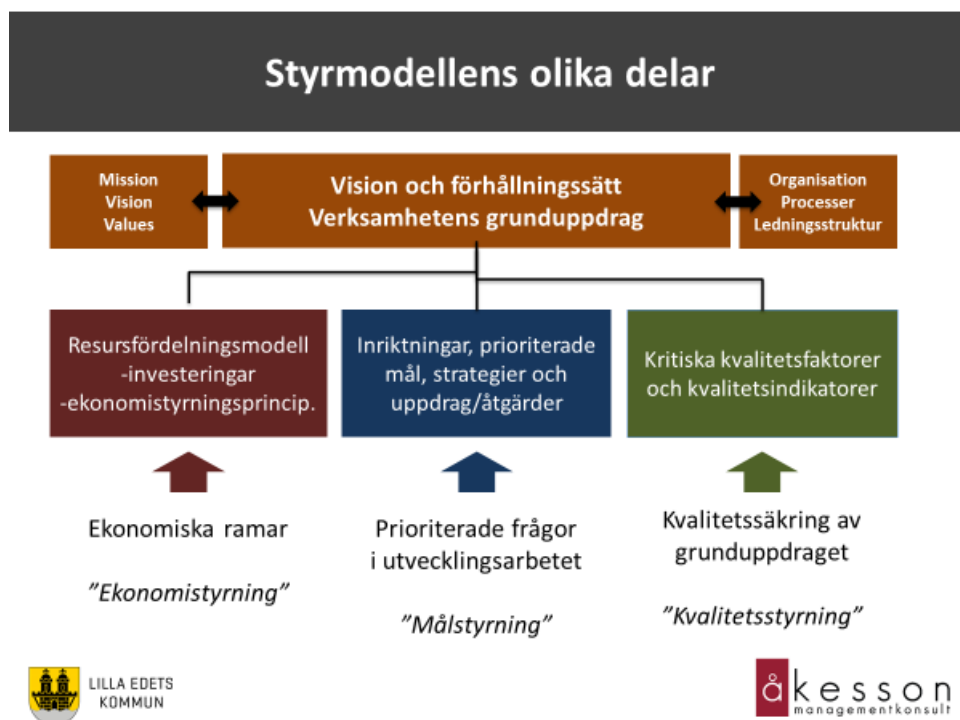 Styrmodellens olika delar
Mission
Vision
Values
Vision och förhållningssätt
Verksamhetens grunduppdrag
Organisation
Processer
Ledningsstruktur
Resursfördelningsmodell
-investeringar
-ekonomistyrningsprincip.
Inriktningar, prioriterade
mål, strategier och
uppdrag/åtgärder
Kritiska kvalitetsfaktorer
och kvalitetsindikatorer
Ekonomiska ramar
”Ekonomistyrning”
Prioriterade frågor
i utvecklingsarbetet
”Målstyrning”
Kvalitetssäkring av
grunduppdraget
”Kvalitetsstyrning”
LILLA EDETS
KOMMUN
åkesson
managementkonsult